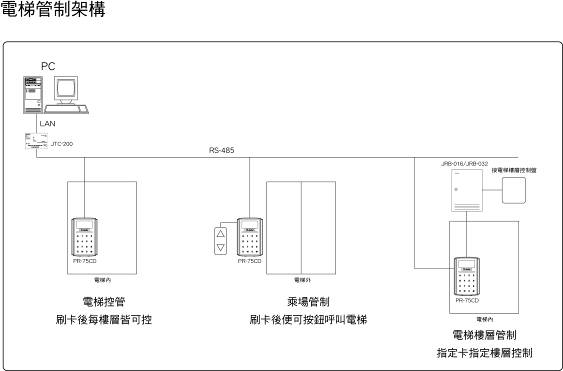 電梯管制架構
PC
LAN
JTC-200
RS-485
JRB-016/JRB-032
按電梯樓層控制盤
PR-75CD
電梯內
電梯控管
刷卡後每樓層皆可控
PR-75CD
電梯外
乘場管制
刷卡後便可按鈕呼叫電梯
PR-75CD
電梯內
電梯樓層管制
指定卡指定樓層控制